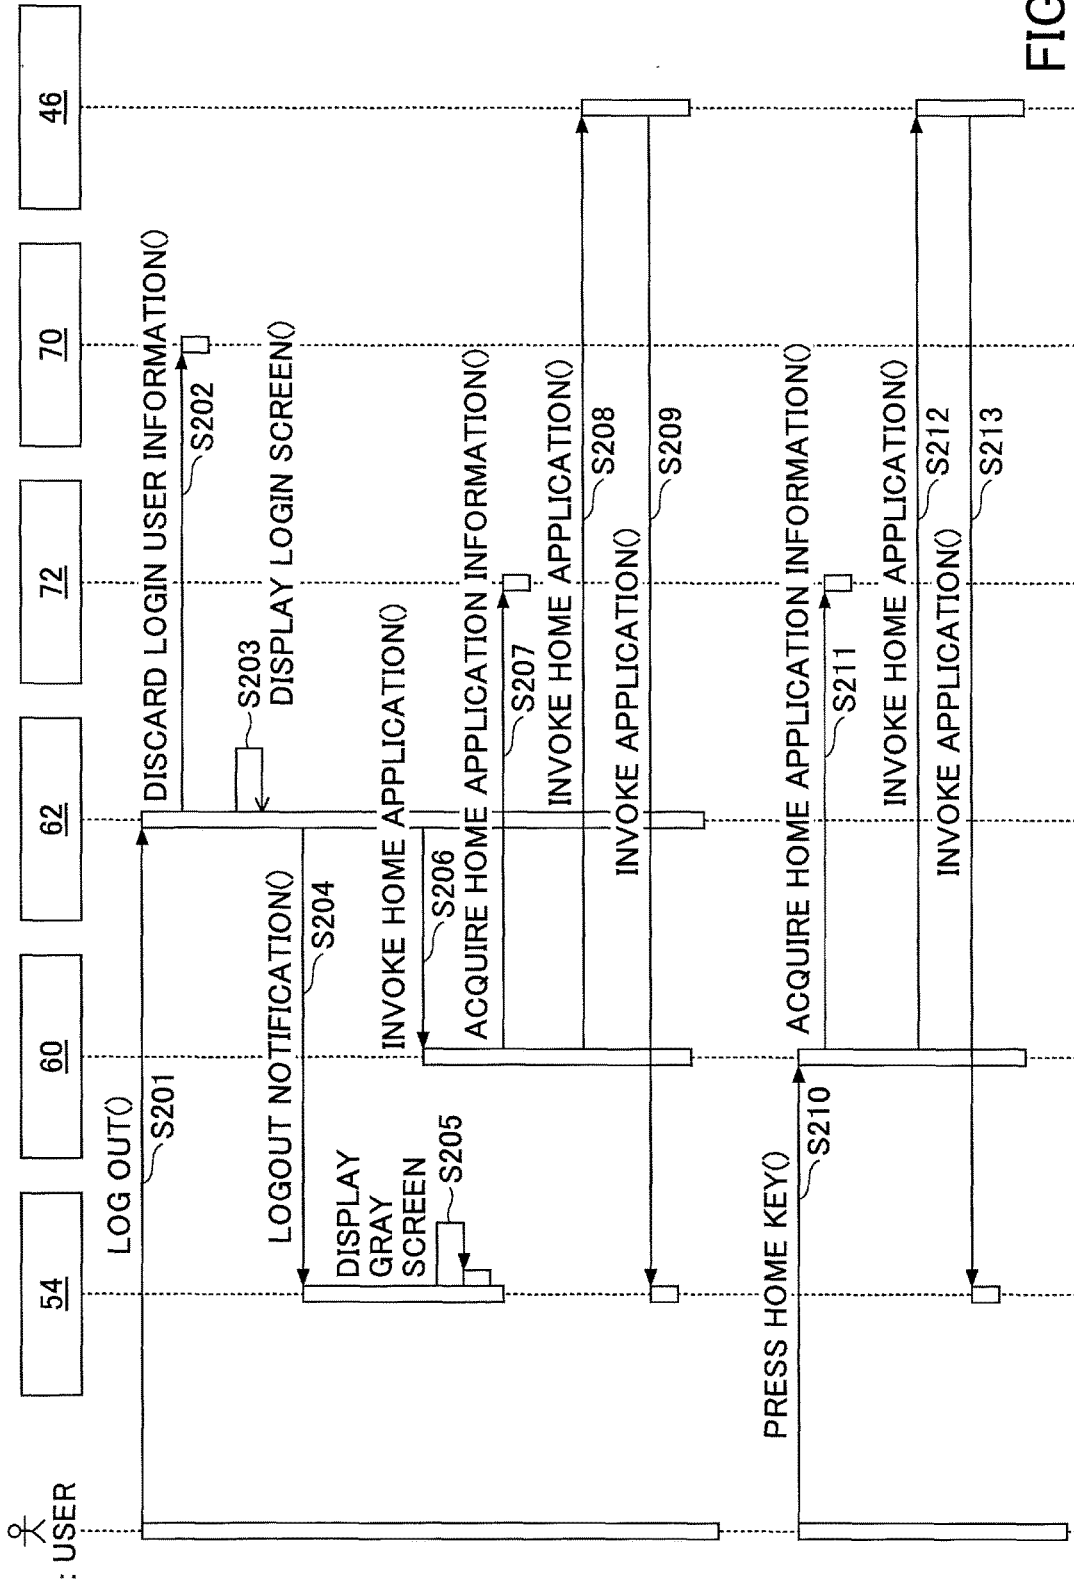 : USER
54
60
62
72
70
46
LOG OUT()
S201
DISCARD LOGIN USER INFORMATION()
S202
S203
DISPLAY LOGIN SCREEN()
LOGOUT NOTIFICATION()
S204
DISPLAY
GRAY
SCREEN
S205
INVOKE HOME APPLICATION()
S206
ACQUIRE HOME APPLICATION INFORMATION()
S207
INVOKE HOME APPLICATION()
S208
INVOKE APPLICATION()
S209
PRESS HOME KEY()
S210
ACQUIRE HOME APPLICATION INFORMATION()
S211
INVOKE HOME APPLICATION()
S212
INVOKE APPLICATION()
S213
FIG